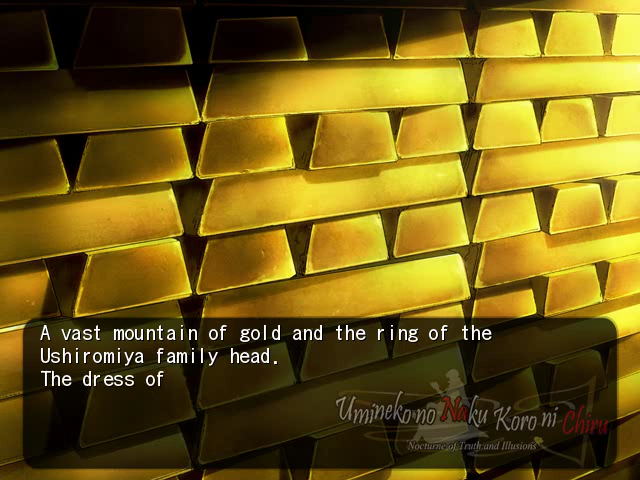 A vast mountain of gold and the ring of the
Ushiromiya family head.
The dress of
Umineko no Naku Koro ni Chiru
Nocturne of Truth and Illusions